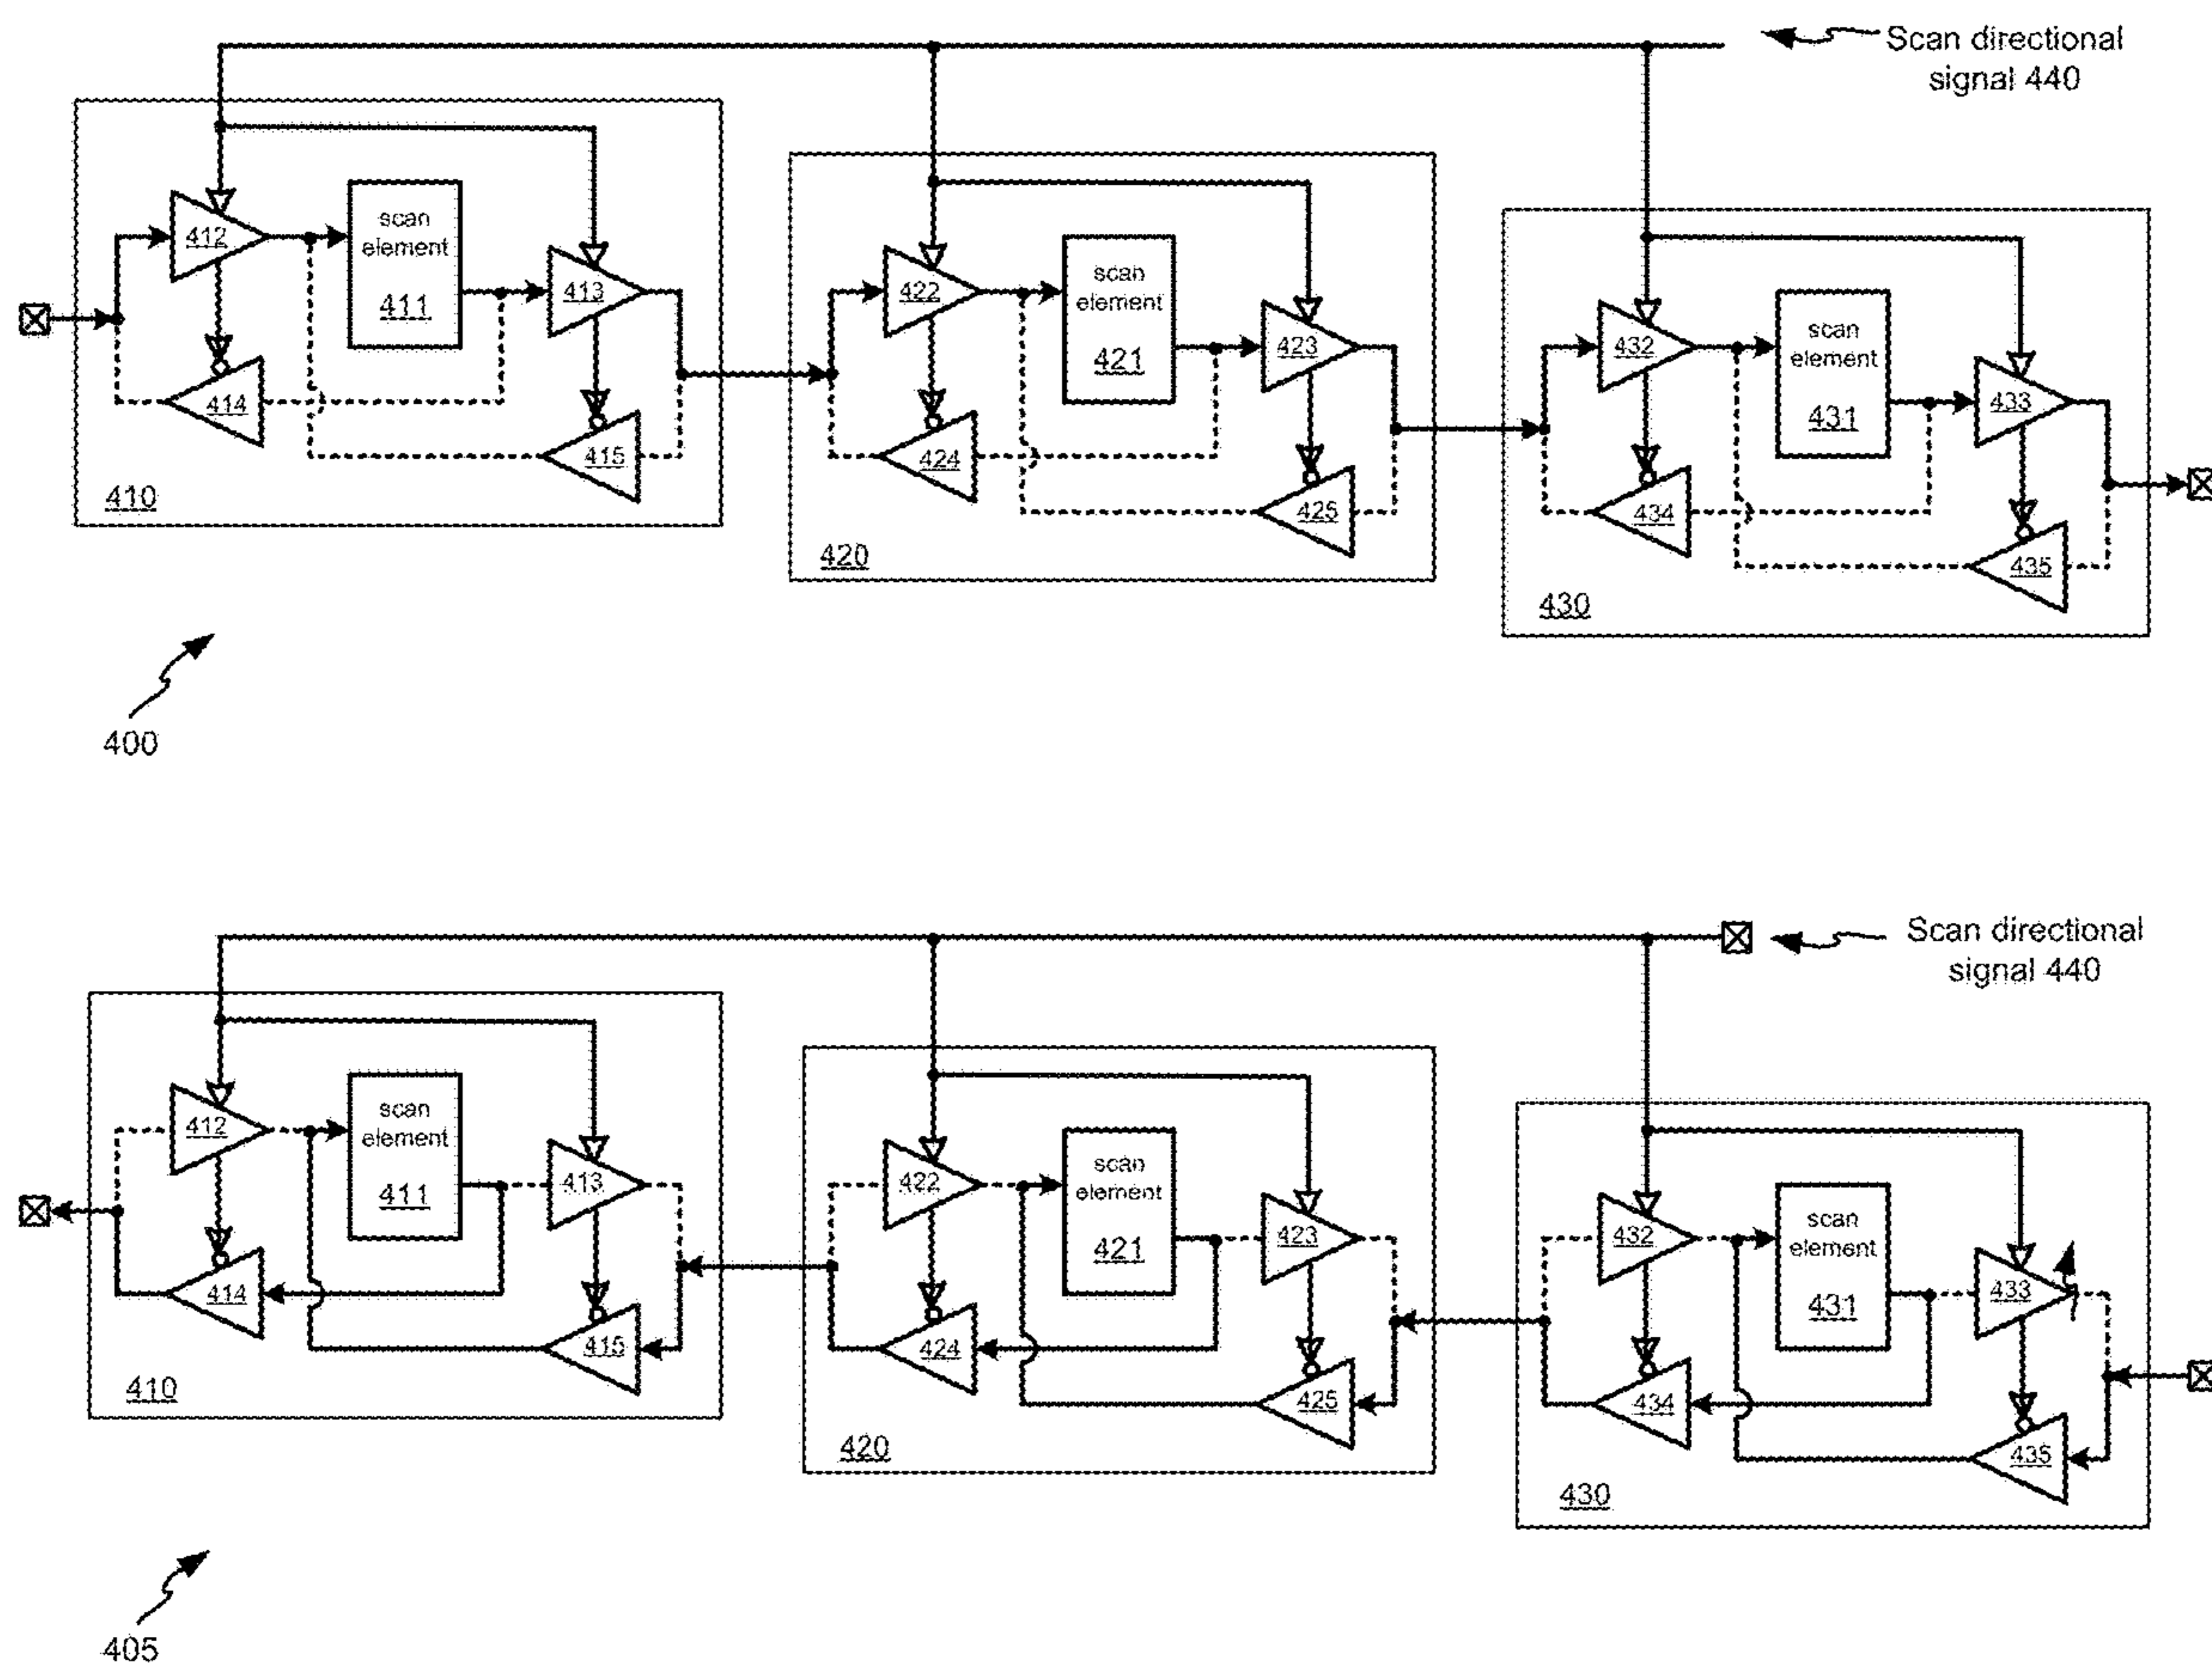 Scan directional
signal 440
412
scan
element
411
413
414
415
410
422
scan
element
421
423
424
425
420
432
scan
element
431
433
434
435
430
400
Scan directional
signal 440
412
scan
element
411
413
414
415
410
422
scan
element
421
423
424
425
420
432
scan
element
431
433
434
435
430
405